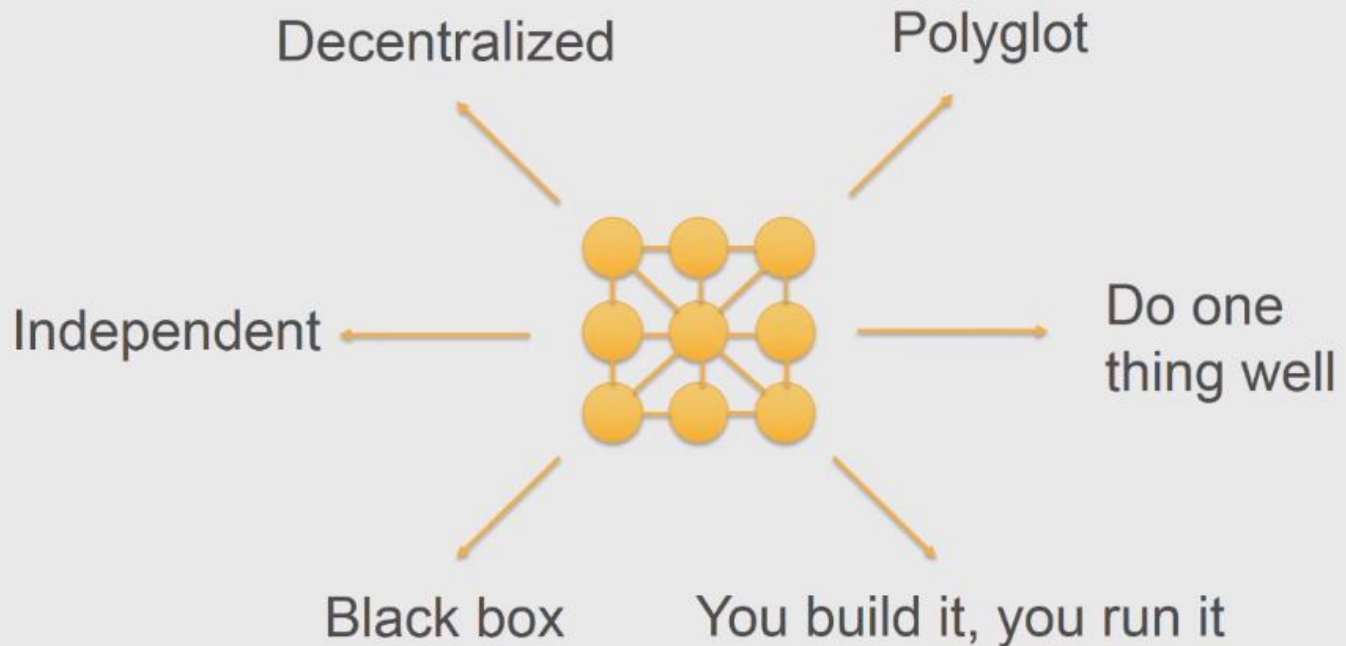 Decentralized
Polyglot
Independent
Do one
thing well
Black box
You build it, you run it